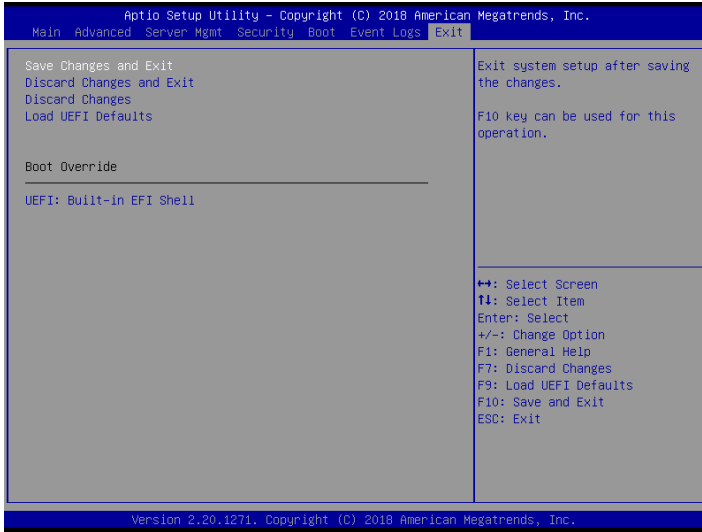 Aptio Setup Utility – Copyright (C) 2018 American Megatrends, Inc.
Main Advanced Server Mgmt Security Boot Event Logs Exit
Save Changes and Exit
Discard Changes and Exit
Discard Changes
Load UEFI Defaults
Boot Override
UEFI: Built-in EFI Shell
Exit system setup after saving
the changes.
F10 key can be used for this
operation.
↔: Select Screen
↑↓: Select Item
Enter: Select
+/-: Change Option
F1: General Help
F7: Discard Changes
F9: Load UEFI Defaults
F10: Save and Exit
ESC: Exit
Version 2.20.1271. Copyright (C) 2018 American Megatrends, Inc.